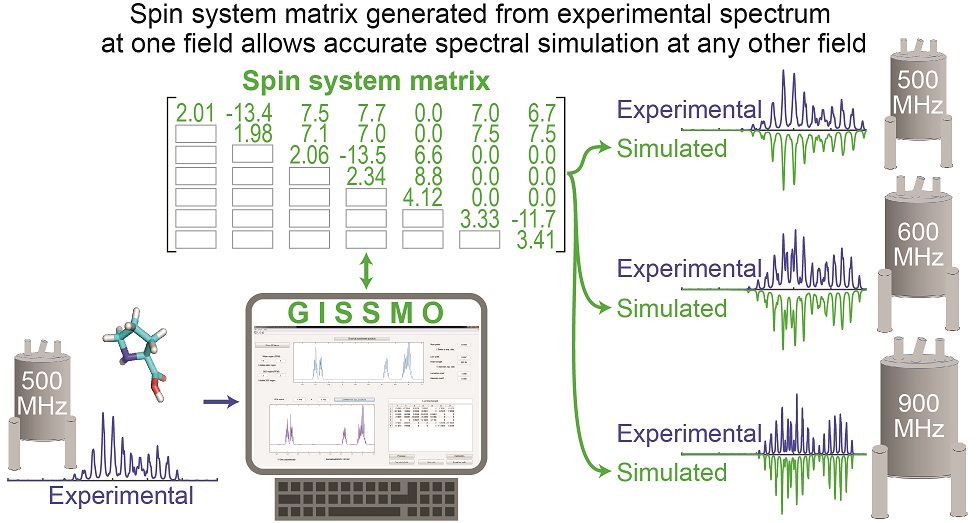 Spin system matrix generated from experimental spectrum
at one field allows accurate spectral simulation at any other field
Spin system matrix
2.01 -13.4 7.5 7.7 0.0 7.0 6.7
1.98 7.1 7.0 0.0 7.5 7.5
2.06 -13.5 6.6 0.0 0.0
2.34 8.8 0.0 0.0
4.12 0.0 0.0
3.33 -11.7
3.41
GISSMO
500
MHz
Experimental
Experimental
Simulated
500
MHz
Experimental
Simulated
600
MHz
Experimental
Simulated
900
MHz